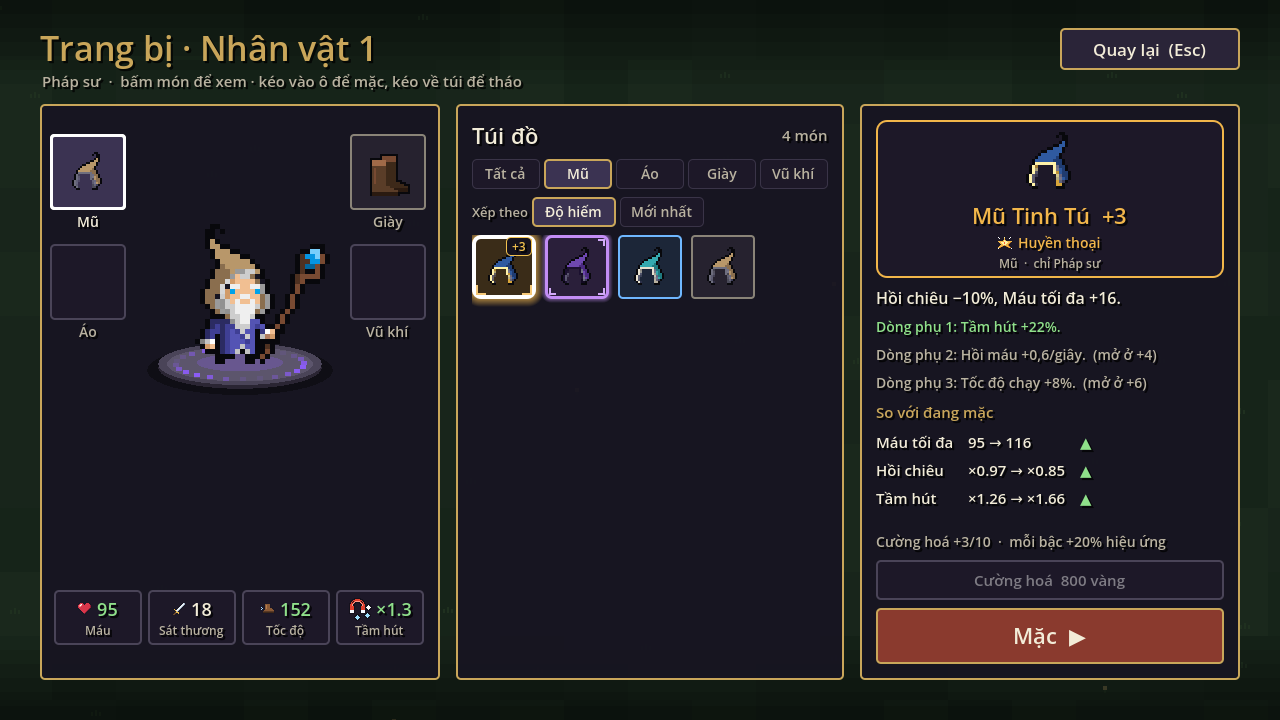 Trang bị · Nhân vật 1
Quay lại (Esc)
Pháp sư · bấm món để xem · kéo vào ô để mặc, kéo về túi để tháo
Mũ
Giày
Áo
Vũ khí
95
Máu
18
Sát thương
152
Tốc độ
×1.3
Tầm hút
Túi đồ
4 món
Tất cả
Mũ
Áo
Giày
Vũ khí
Xếp theo
Độ hiếm
Mới nhất
+3
Mũ Tinh Tú +3
Huyền thoại
Mũ · chỉ Pháp sư
Hồi chiêu −10%, Máu tối đa +16.
Dòng phụ 1: Tầm hút +22%.
Dòng phụ 2: Hồi máu +0,6/giây. (mở ở +4)
Dòng phụ 3: Tốc độ chạy +8%. (mở ở +6)
So với đang mặc
Máu tối đa 95 → 116 ▲
Hồi chiêu ×0.97 → ×0.85 ▲
Tầm hút ×1.26 → ×1.66 ▲
Cường hoá +3/10 · mỗi bậc +20% hiệu ứng
Cường hoá 800 vàng
Mặc ▶